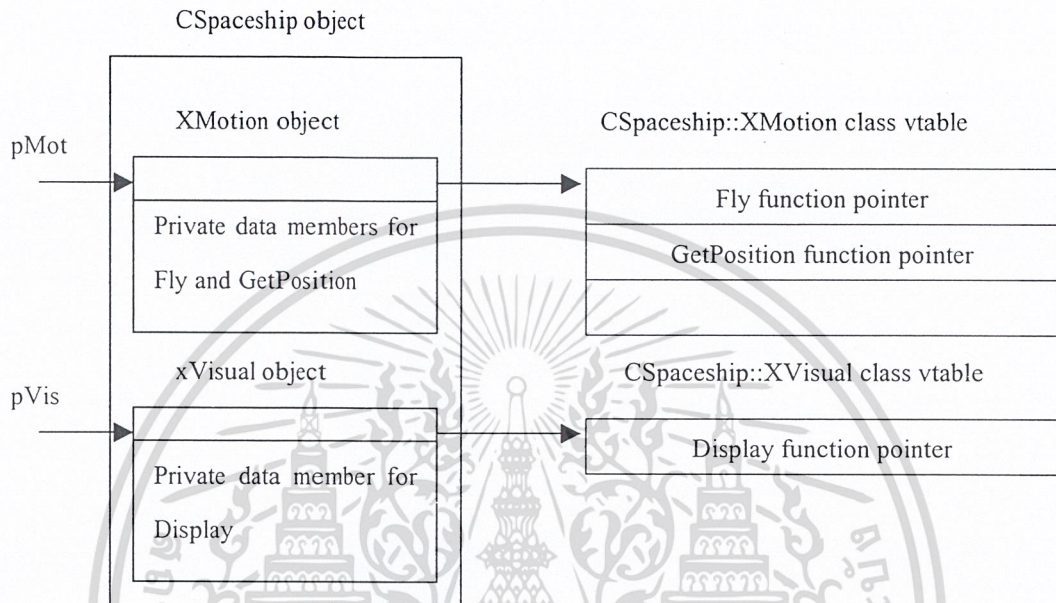 CSpaceship object
XMotion object
CSpaceship::XMotion class vtable
pMot
Fly function pointer
Private data members for
GetPosition function pointer
Fly and GetPosition
xVisual object
CSpaceship::XVisual class vtable
pVis
Display function pointer
Private data member for
Display